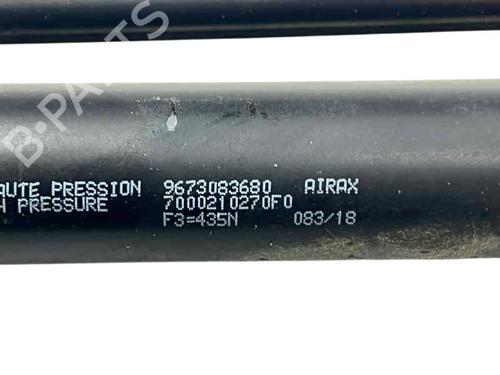 B-PARTS
AUTE PRESSION 9673083680 AIRAX
H PRESSURE 7000210270F0
F3=435N 083/18